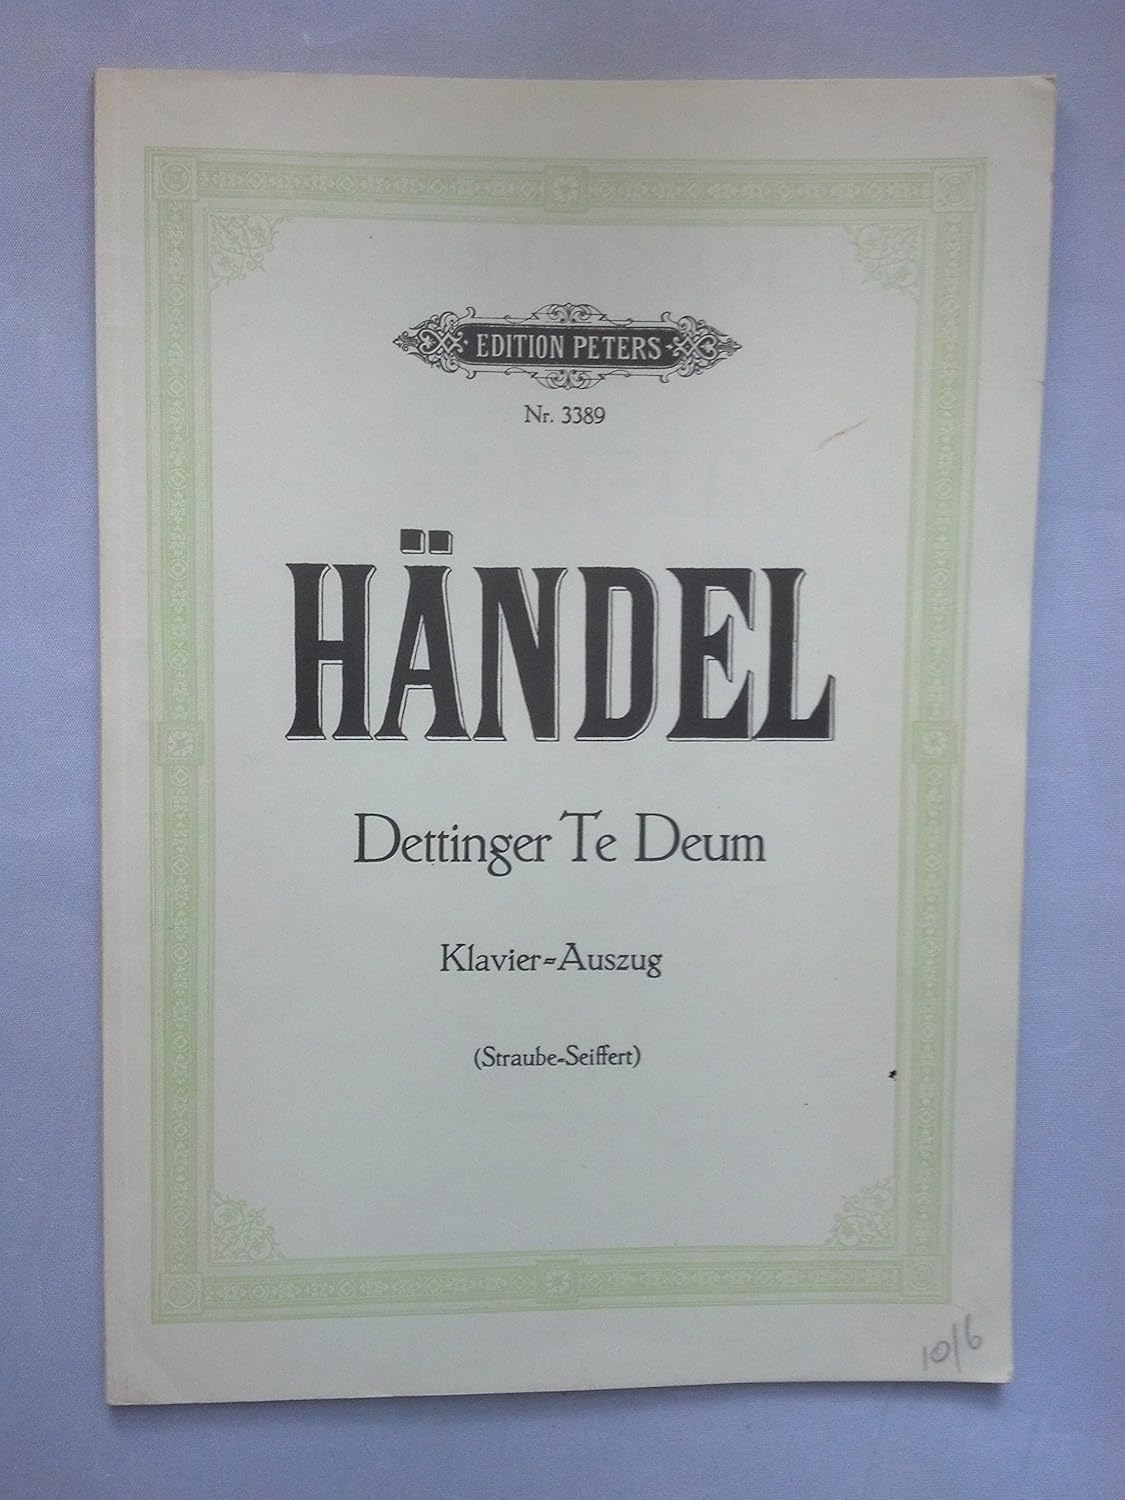 EDITION PETERS
Nr. 3389
HÄNDEL
Dettinger Te Deum
Klavier=Auszug
(Straube=Seiffert)
10/6